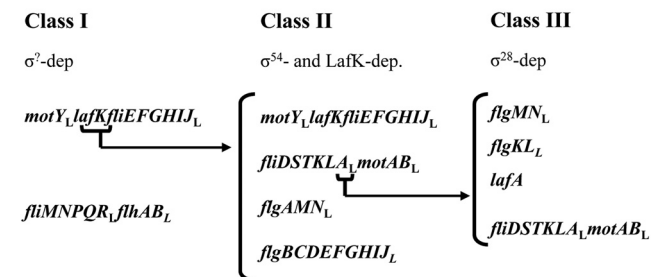 Class I
σ?-dep
motYLlafKfliEFGHIJL
fliMNPQRLflhABL
Class II
σ54- and LafK-dep.
motYLlafKfliEFGHIJL
fliDSTKLALmotABL
flgAMNL
flgBCDEFGHIJL
Class III
σ28-dep
flgMNL
flgKLL
lafA
fliDSTKLALmotABL